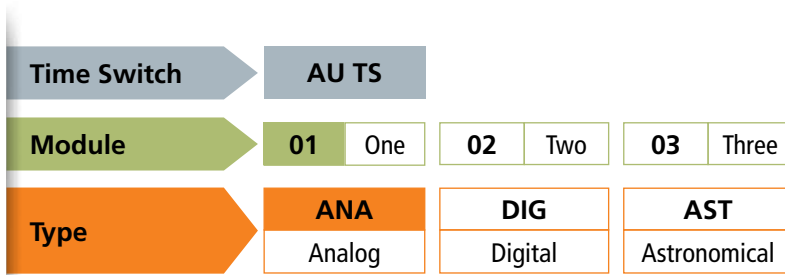 Time Switch AU TS
Module 01 One 02 Two 03 Three
Type
ANA DIG AST
Analog Digital Astronomical